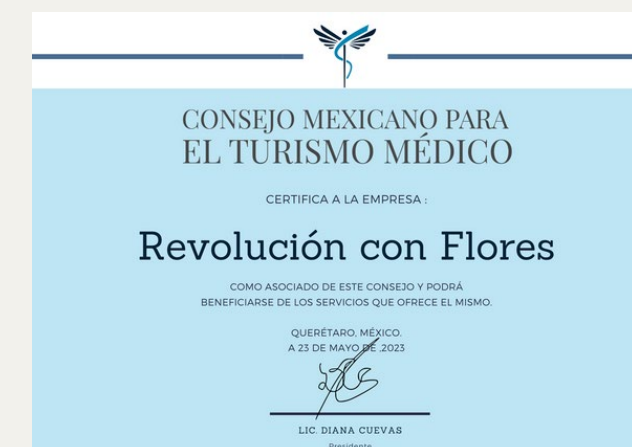 CONSEJO MEXICANO PARA
EL TURISMO MÉDICO
CERTIFICA A LA EMPRESA :
Revolución con Flores
COMO ASOCIADO DE ESTE CONSEJO Y PODRÁ
BENEFICIARSE DE LOS SERVICIOS QUE OFRECE EL MISMO.
QUERÉTARO, MÉXICO.
A 23 DE MAYO DE .2023
LIC. DIANA CUEVAS
Presidente